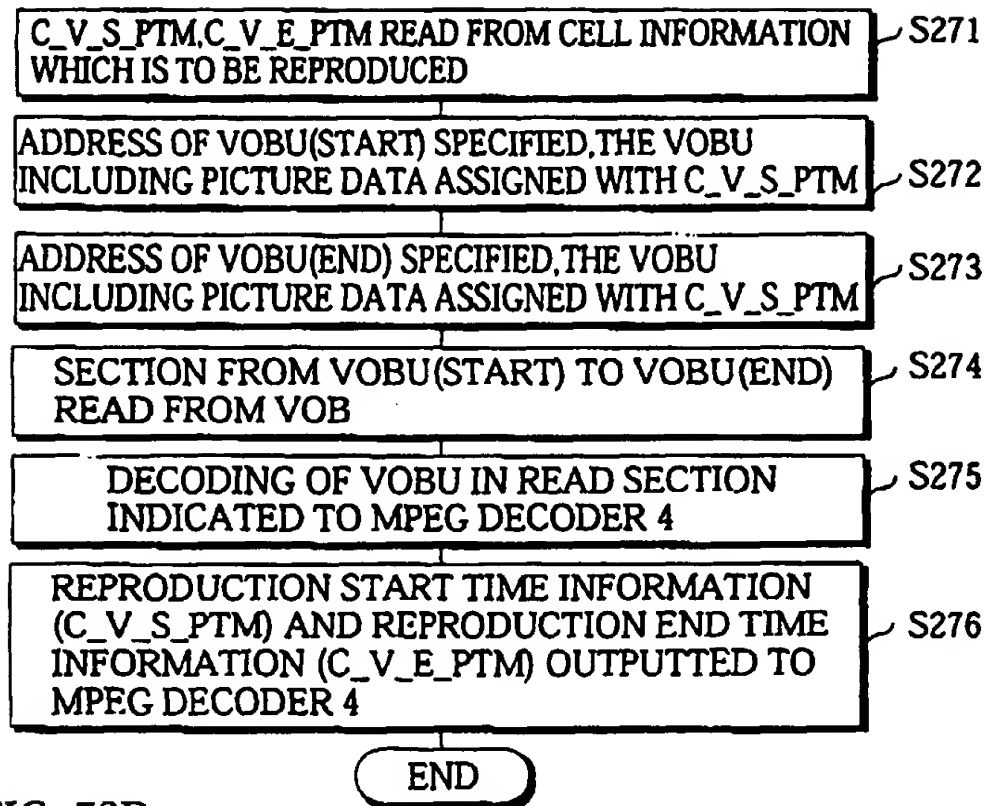 C_V_S_PTM,C_V_E_PTM READ FROM CELL INFORMATION
WHICH IS TO BE REPRODUCED
S271
ADDRESS OF VOBU(START) SPECIFIED,THE VOBU
INCLUDING PICTURE DATA ASSIGNED WITH C_V_S_PTM
S272
ADDRESS OF VOBU(END) SPECIFIED,THE VOBU
INCLUDING PICTURE DATA ASSIGNED WITH C_V_S_PTM
S273
SECTION FROM VOBU(START) TO VOBU(END)
READ FROM VOB
S274
DECODING OF VOBU IN READ SECTION
INDICATED TO MPEG DECODER 4
S275
REPRODUCTION START TIME INFORMATION
(C_V_S_PTM) AND REPRODUCTION END TIME
INFORMATION (C_V_E_PTM) OUTPUTTED TO
MPEG DECODER 4
S276
END